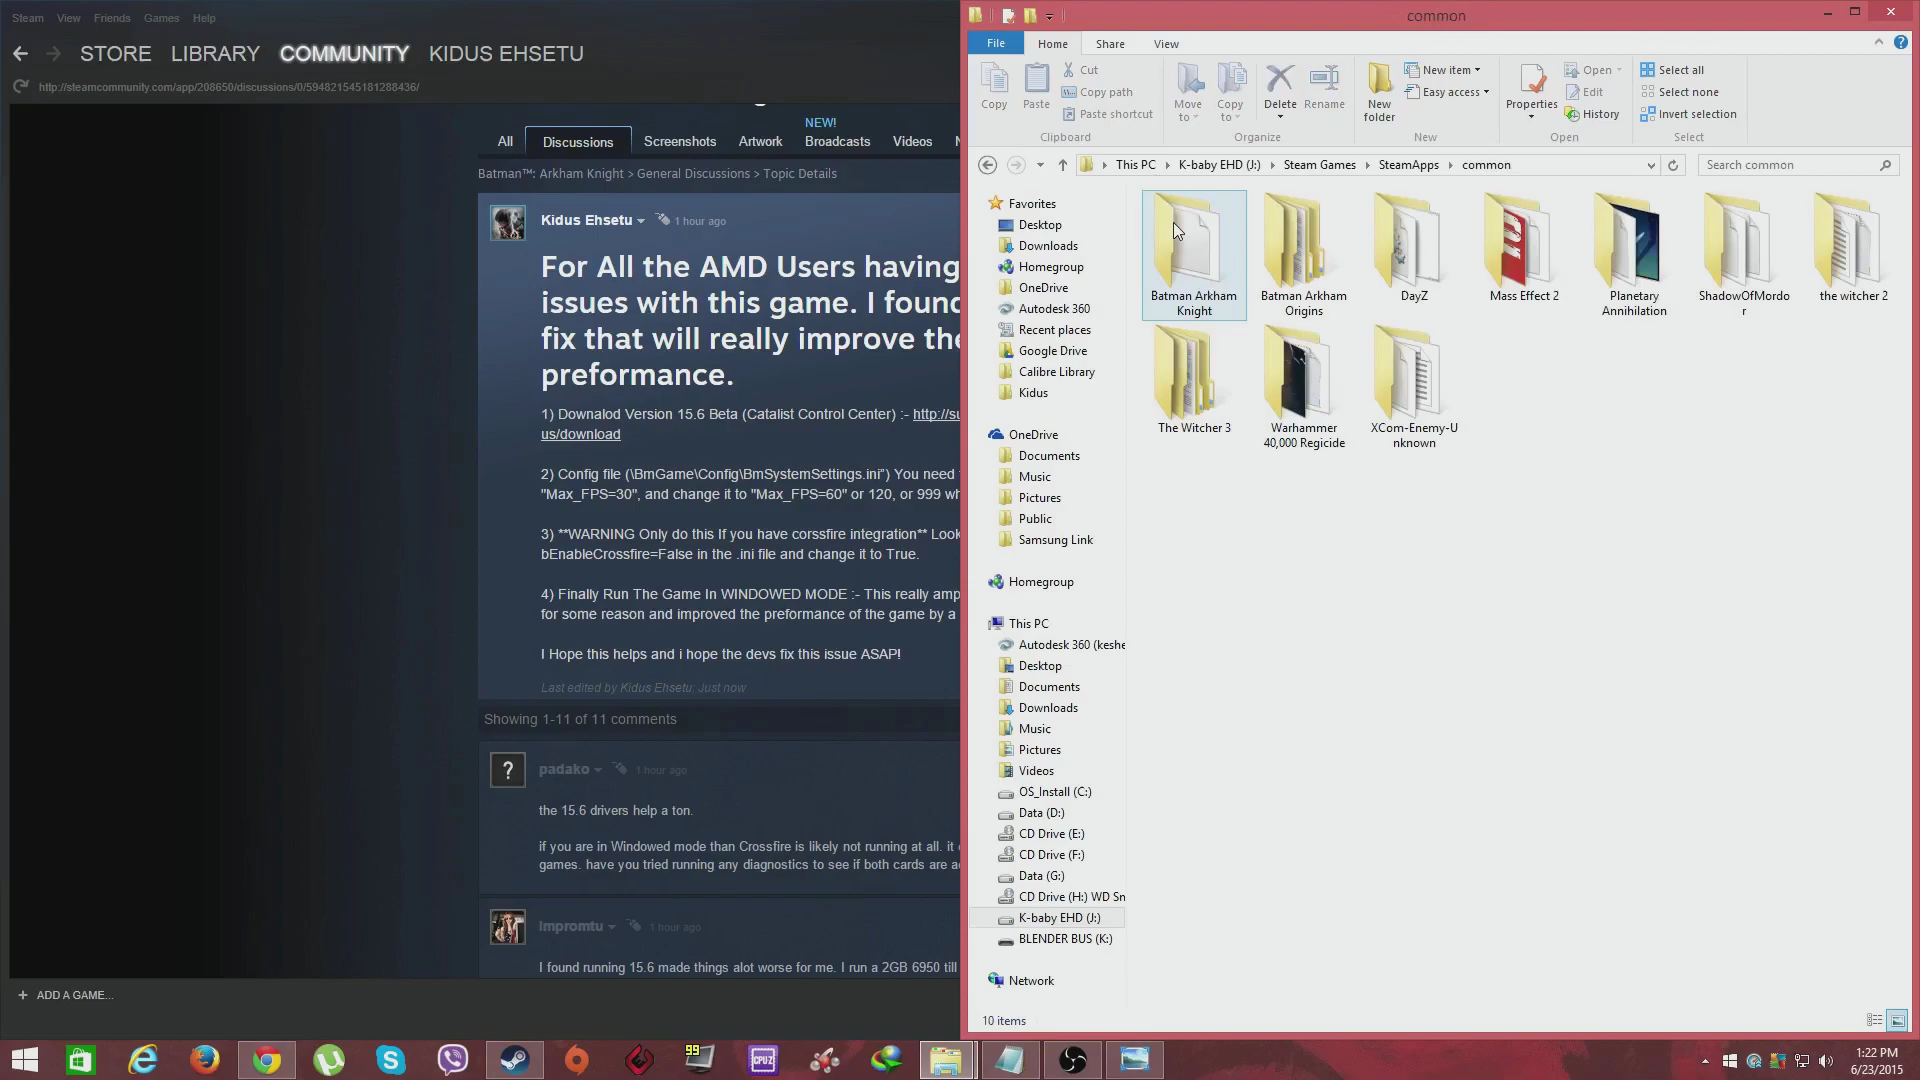 Steam View Friends Games Help
STORE LIBRARY COMMUNITY KIDUS EHSETU
http://steamcommunity.com/app/208650/discussions/0/594821545181288436/
All Discussions Screenshots Artwork NEW! Broadcasts Videos
Batman™: Arkham Knight > General Discussions > Topic Details
Kidus Ehsetu 1 hour ago
For All the AMD Users having
issues with this game. I found
fix that will really improve the
preformance.
1) Downalod Version 15.6 Beta (Catalist Control Center) :- http://su
us/download
2) Config file (\BmGame\Config\BmSystemSettings.ini") You need
"Max_FPS=30", and change it to "Max_FPS=60" or 120, or 999 wh
3) **WARNING Only do this If you have corssfire integration** Look
bEnableCrossfire=False in the .ini file and change it to True.
4) Finally Run The Game In WINDOWED MODE :- This really amp
for some reason and improved the preformance of the game by a
I Hope this helps and i hope the devs fix this issue ASAP!
Last edited by Kidus Ehsetu; Just now
Showing 1-11 of 11 comments
padako 1 hour ago
the 15.6 drivers help a ton.
if you are in Windowed mode than Crossfire is likely not running at all. it
games. have you tried running any diagnostics to see if both cards are a
Impromtu 1 hour ago
I found running 15.6 made things alot worse for me. I run a 2GB 6950 till
+ ADD A GAME...
common
File Home Share View
Copy
Paste
Cut
Copy path
Paste shortcut
Clipboard
Move to
Copy to
Delete
Rename
Organize
New folder
New item
Easy access
New
Properties
Open
Edit
History
Open
Select all
Select none
Invert selection
Select
This PC K-baby EHD (J:) Steam Games SteamApps common
Search common
Favorites
Desktop
Downloads
Homegroup
OneDrive
Autodesk 360
Recent places
Google Drive
Calibre Library
Kidus
OneDrive
Documents
Music
Pictures
Public
Samsung Link
Homegroup
This PC
Autodesk 360 (keshe
Desktop
Documents
Downloads
Music
Pictures
Videos
OS_Install (C:)
Data (D:)
CD Drive (E:)
CD Drive (F:)
Data (G:)
CD Drive (H:) WD Sn
K-baby EHD (J:)
BLENDER BUS (K:)
Network
Batman Arkham
Knight
Batman Arkham
Origins
DayZ
Mass Effect 2
Planetary
Annihilation
ShadowOfMordo
r
the witcher 2
The Witcher 3
Warhammer
40,000 Regicide
XCom-Enemy-U
nknown
10 items
99
CPU-Z
1:22 PM
6/23/2015